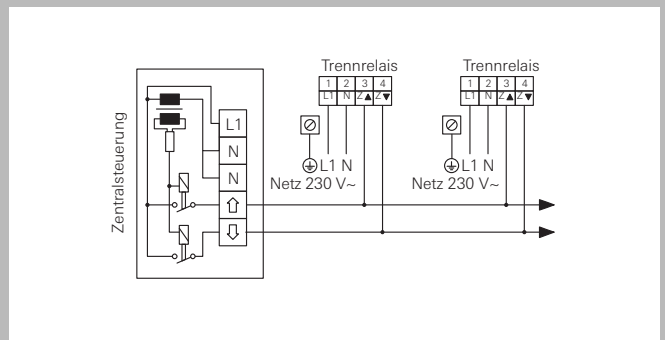 Trennrelais Trennrelais
1 2 3 4 1 2 3 4
L1 N Z▲ Z▼ L1 N Z▲ Z▼
Zentralsteuerung
L1
N
N
L1 N L1 N
Netz 230 V~ Netz 230 V~